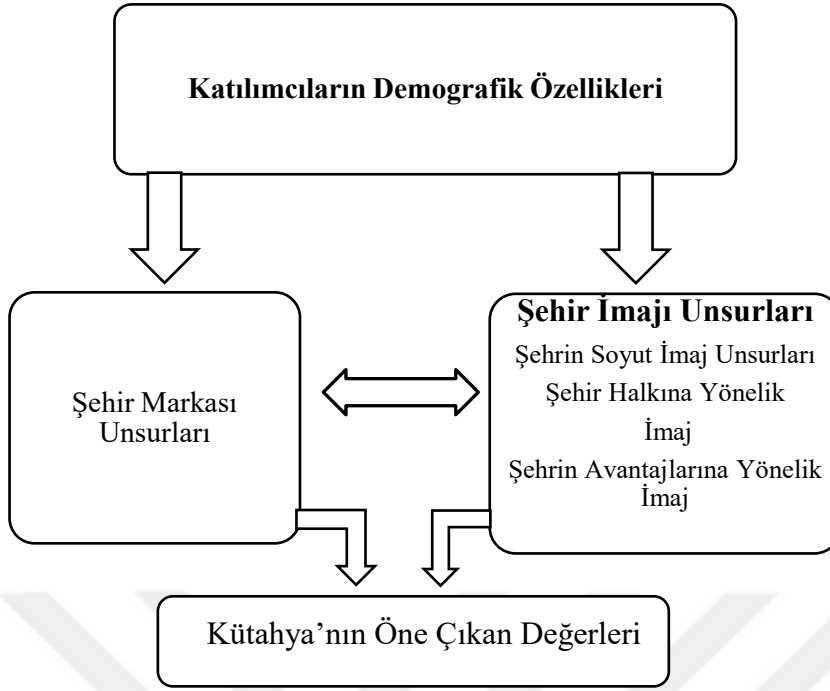 Katılımcıların Demografik Özellikleri
Şehir Markası
Unsurları
Şehir İmajı Unsurları
Şehrin Soyut İmaj Unsurları
Şehir Halkına Yönelik
İmaj
Şehrin Avantajlarına Yönelik
İmaj
Kütahya’nın Öne Çıkan Değerleri